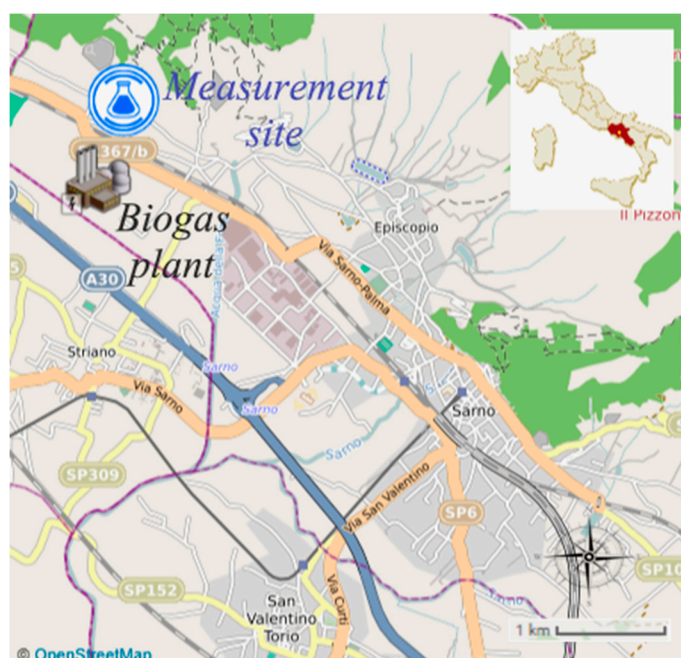 Measurement
site
367/b
Biogas
plant
Il Pizzon
Episcopio
Via Sarno-Palma
A30
Striano
Sarno
Sarno
Via Sarno
Sarno
Sarno
SP309
Via San Valentino
SP6
SP152
San
Valentino
Torio
Via Curti
SP10
1 km
© OpenStreetMap